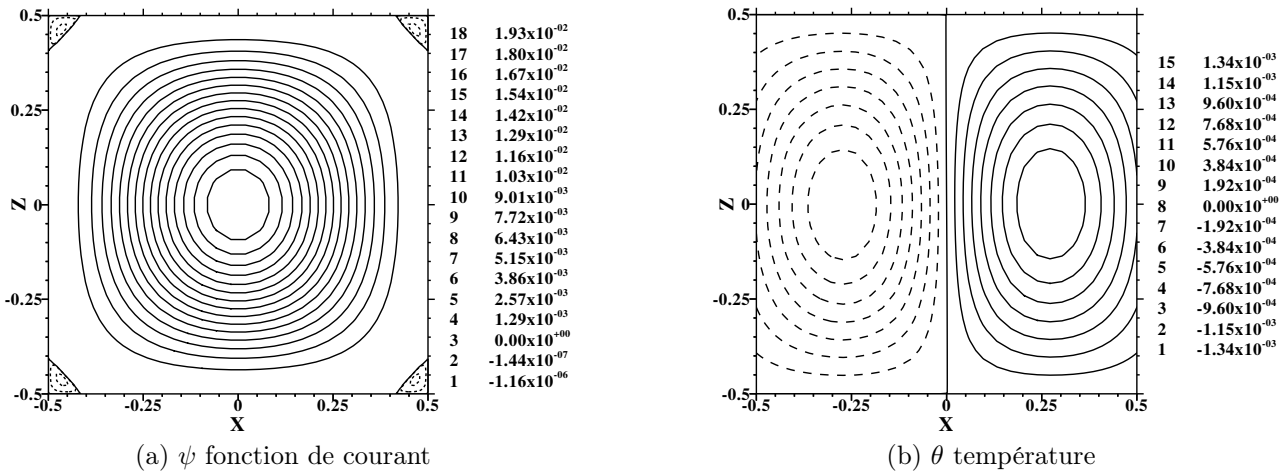 0.5
0.25
0
-0.25
-0.5
Z
-0.5 -0.25 0 0.25 0.5
X
18 1.93x10⁻⁰²
17 1.80x10⁻⁰²
16 1.67x10⁻⁰²
15 1.54x10⁻⁰²
14 1.42x10⁻⁰²
13 1.29x10⁻⁰²
12 1.16x10⁻⁰²
11 1.03x10⁻⁰²
10 9.01x10⁻⁰³
9 7.72x10⁻⁰³
8 6.43x10⁻⁰³
7 5.15x10⁻⁰³
6 3.86x10⁻⁰³
5 2.57x10⁻⁰³
4 1.29x10⁻⁰³
3 0.00x10⁺⁰⁰
2 -1.44x10⁻⁰⁷
1 -1.16x10⁻⁰⁶
(a) ψ fonction de courant
0.5
0.25
0
-0.25
-0.5
Z
-0.5 -0.25 0 0.25 0.5
X
15 1.34x10⁻⁰³
14 1.15x10⁻⁰³
13 9.60x10⁻⁰⁴
12 7.68x10⁻⁰⁴
11 5.76x10⁻⁰⁴
10 3.84x10⁻⁰⁴
9 1.92x10⁻⁰⁴
8 0.00x10⁺⁰⁰
7 -1.92x10⁻⁰⁴
6 -3.84x10⁻⁰⁴
5 -5.76x10⁻⁰⁴
4 -7.68x10⁻⁰⁴
3 -9.60x10⁻⁰⁴
2 -1.15x10⁻⁰³
1 -1.34x10⁻⁰³
(b) θ température